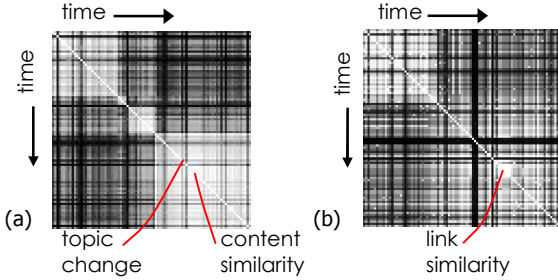 time
time
time
time
(a)
topic
change
content
similarity
(b)
link
similarity